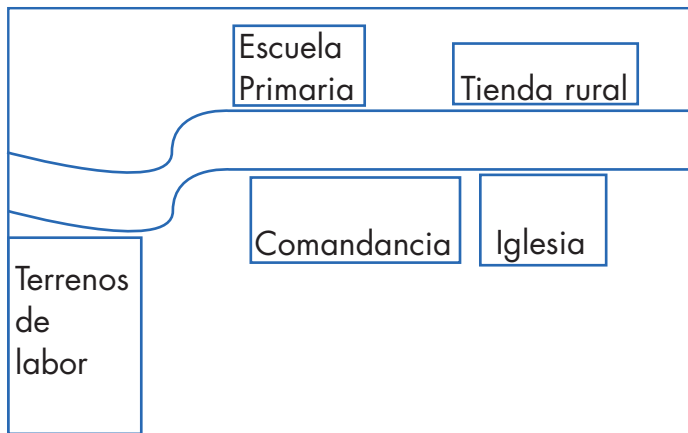 Escuela
Primaria
Tienda rural
Comandancia
Iglesia
Terrenos
de
labor